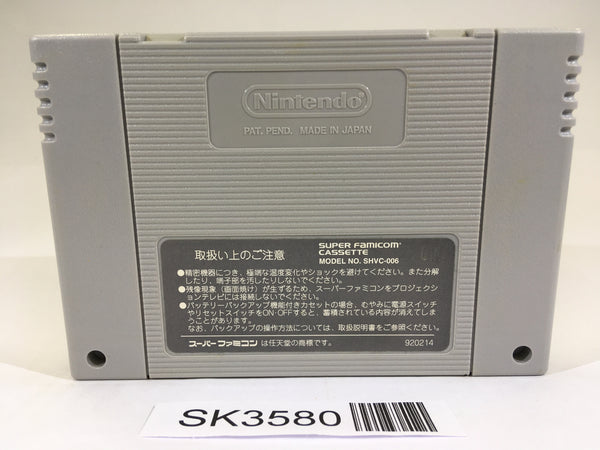 Nintendo
PAT. PEND. MADE IN JAPAN
取扱い上のご注意
SUPER FAMICOM
CASSETTE
MODEL NO. SHVC-006
●精密機器につき、極端な温度変化やショックを避けてください。また分解
したり、端子部を汚したりしないでください。
●残像現象（画面焼け）が生ずるため、スーパーファミコンをプロジェクシ
ョンテレビには接続しないでください。
●バッテリーバックアップ機能付きカセットの場合、むやみに電源スイッチ
やリセットスイッチをON・OFFすると、蓄積されている内容が消えてしま
うことがあります。
なお、バックアップの操作方法については、取扱説明書をご参照ください。
スーパーファミコン は任天堂の商標です。
920214
SK3580